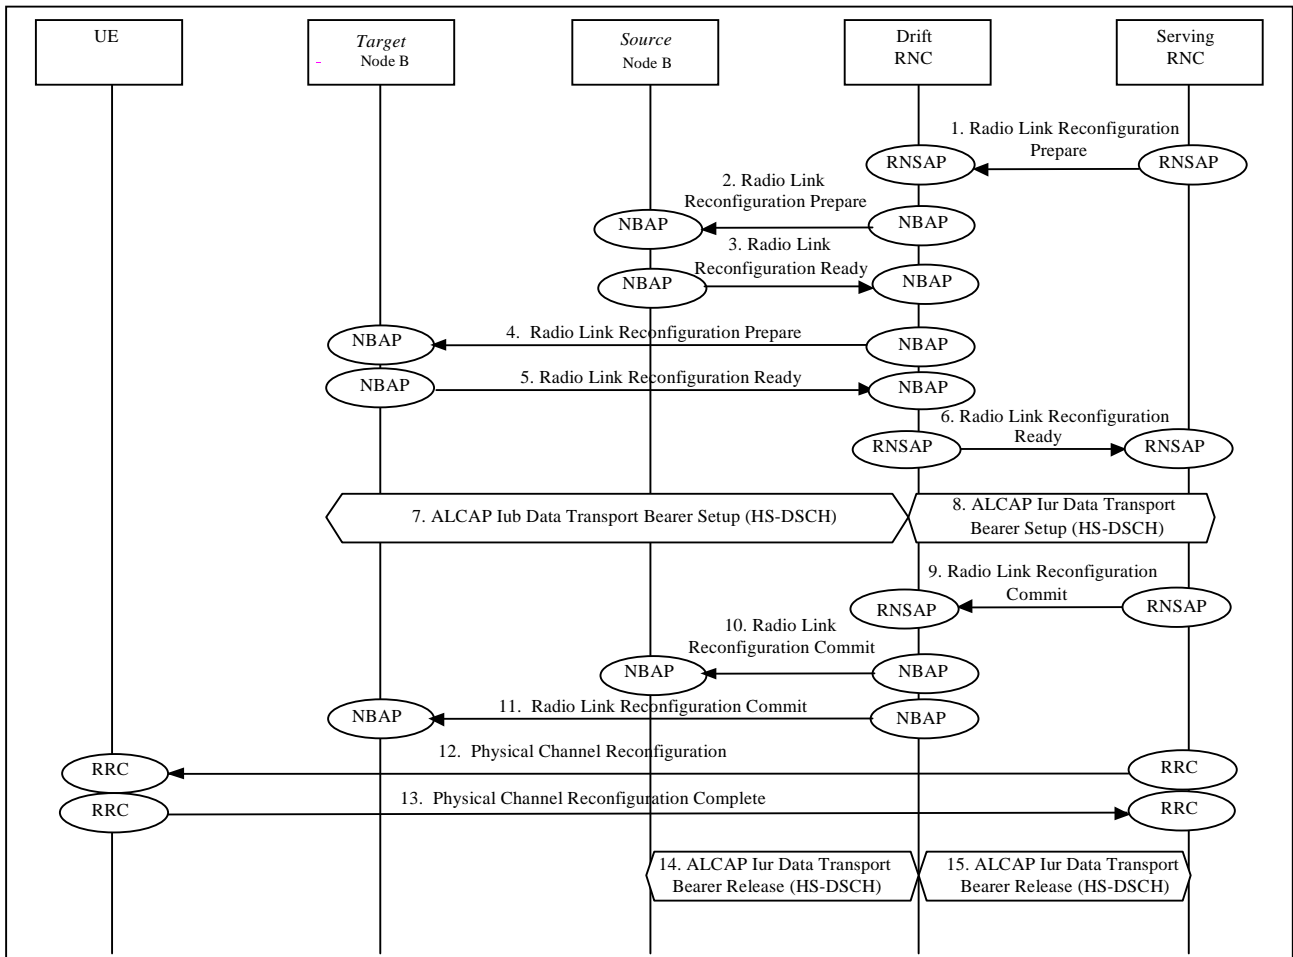 UE
Target
- Node B
Source
Node B
Drift
RNC
Serving
RNC
1. Radio Link Reconfiguration
Prepare
RNSAP
RNSAP
2. Radio Link
Reconfiguration Prepare
NBAP
NBAP
3. Radio Link
Reconfiguration Ready
NBAP
NBAP
4. Radio Link Reconfiguration Prepare
NBAP
NBAP
5. Radio Link Reconfiguration Ready
NBAP
NBAP
6. Radio Link Reconfiguration
Ready
RNSAP
RNSAP
7. ALCAP Iub Data Transport Bearer Setup (HS-DSCH)
8. ALCAP Iur Data Transport
Bearer Setup (HS-DSCH)
9. Radio Link Reconfiguration
Commit
RNSAP
RNSAP
10. Radio Link
Reconfiguration Commit
NBAP
NBAP
11. Radio Link Reconfiguration Commit
NBAP
NBAP
12. Physical Channel Reconfiguration
RRC
RRC
13. Physical Channel Reconfiguration Complete
RRC
RRC
14. ALCAP Iur Data Transport
Bearer Release (HS-DSCH)
15. ALCAP Iur Data Transport
Bearer Release (HS-DSCH)